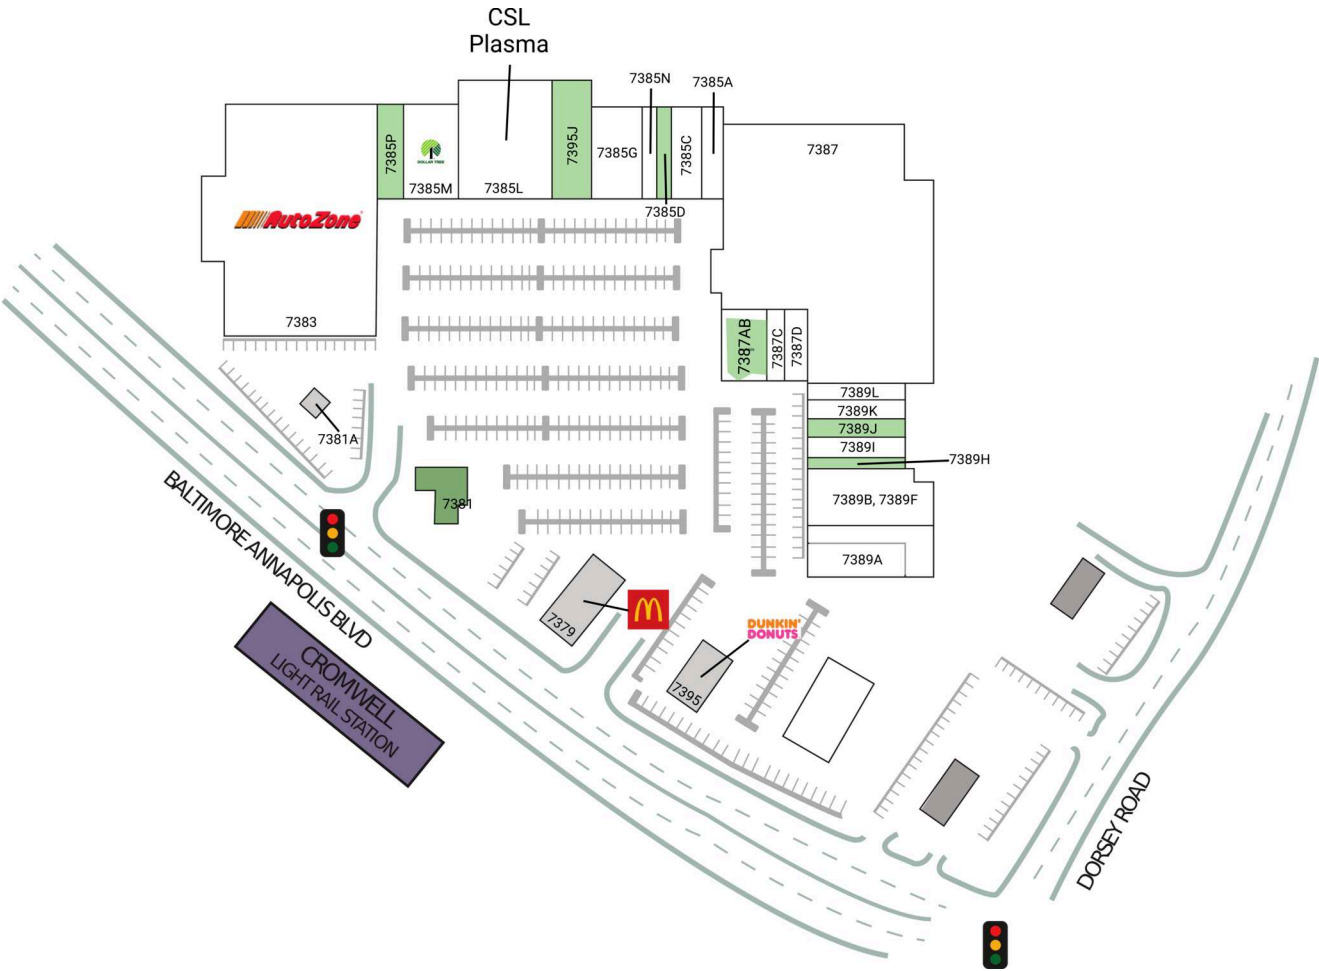 CSL
Plasma
7385N
7385A
7385P
DOLLAR TREE
7385M
7385L
7395J
7385G
7385D
7385C
7387
AutoZone
7383
7387AB
7387C
7387D
7389L
7389K
7389J
7389I
7389H
7389B, 7389F
7389A
7381A
7381
BALTIMORE ANNAPOLIS BLVD
7379
DUNKIN'
DONUTS
7395
CROMWELL
LIGHT RAIL STATION
DORSEY ROAD